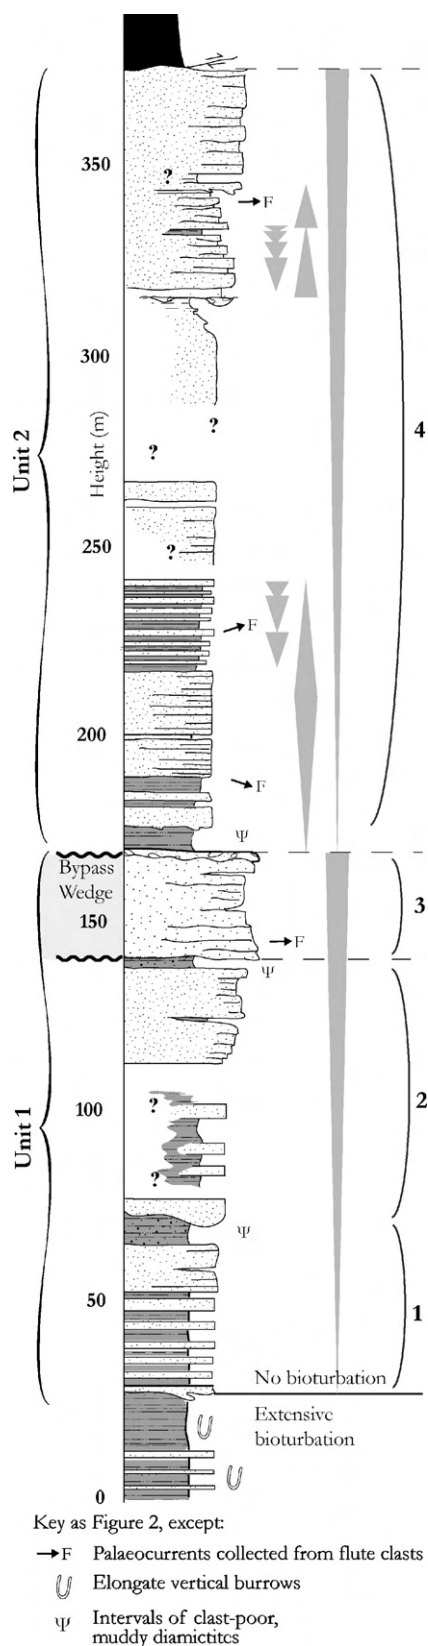 350
?
F
300
?
?
Height (m)
Unit 2
4
250
?
F
200
F
Ψ
Bypass
Wedge
150
3
F
Ψ
100
?
2
?
Unit 1
Ψ
50
1
No bioturbation
Extensive
bioturbation
0
Key as Figure 2, except:
F Palaeocurrents collected from flute clasts
Elongate vertical burrows
Ψ Intervals of clast-poor,
muddy diamictites